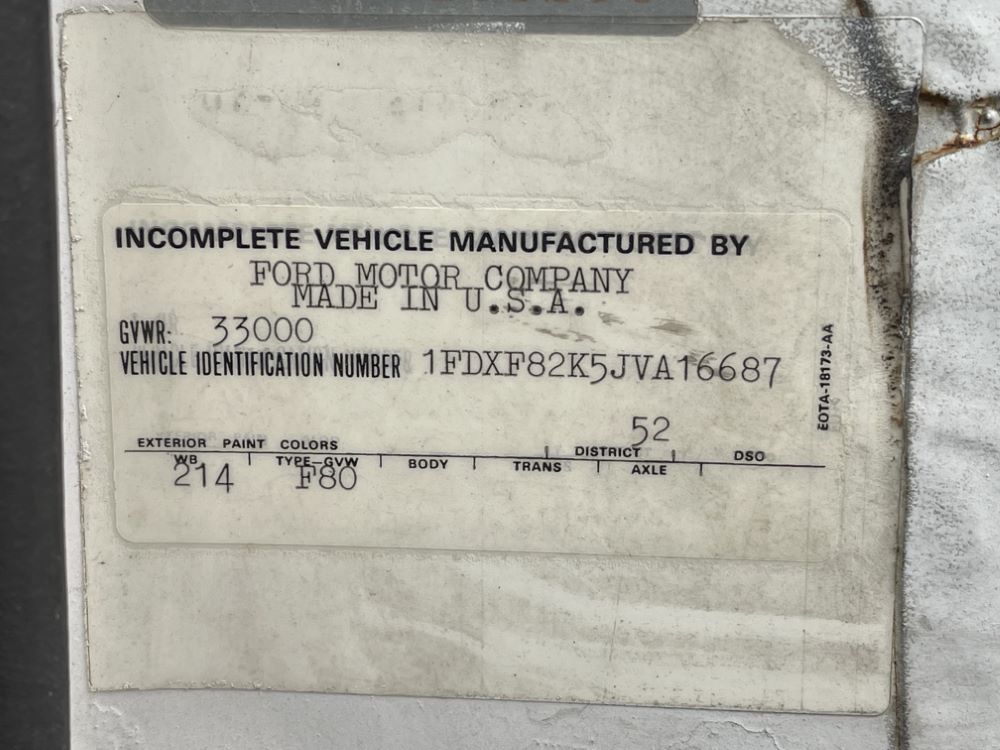 INCOMPLETE VEHICLE MANUFACTURED BY
FORD MOTOR COMPANY
MADE IN U.S.A.
GVWR: 33000
VEHICLE IDENTIFICATION NUMBER 1FDXF82K5JVA16687
EOTA-18173-AA
52
EXTERIOR PAINT COLORS DISTRICT DSO
WB TYPE-GVW BODY TRANS AXLE
214 F80